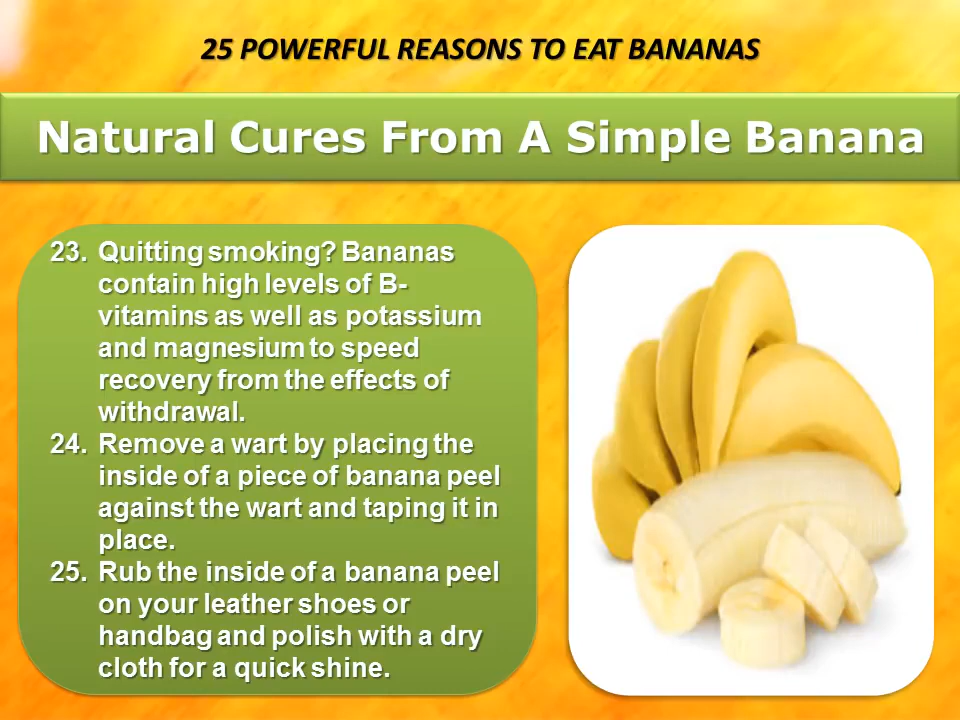 25 POWERFUL REASONS TO EAT BANANAS
Natural Cures From A Simple Banana
23. Quitting smoking? Bananas
contain high levels of B-
vitamins as well as potassium
and magnesium to speed
recovery from the effects of
withdrawal.
24. Remove a wart by placing the
inside of a piece of banana peel
against the wart and taping it in
place.
25. Rub the inside of a banana peel
on your leather shoes or
handbag and polish with a dry
cloth for a quick shine.